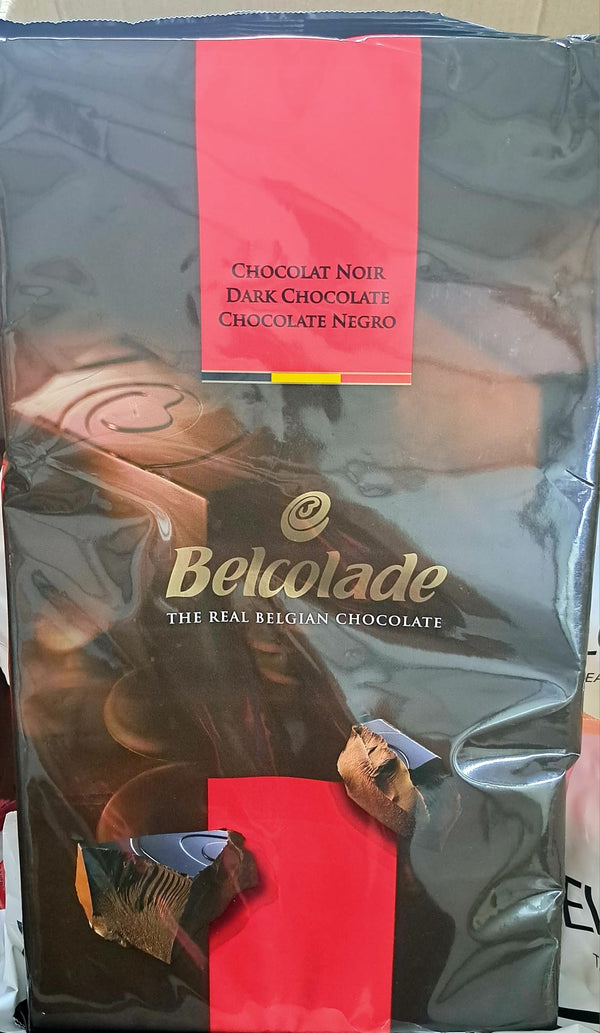 CHOCOLAT NOIR
DARK CHOCOLATE
CHOCOLATE NEGRO
Belcolade
THE REAL BELGIAN CHOCOLATE